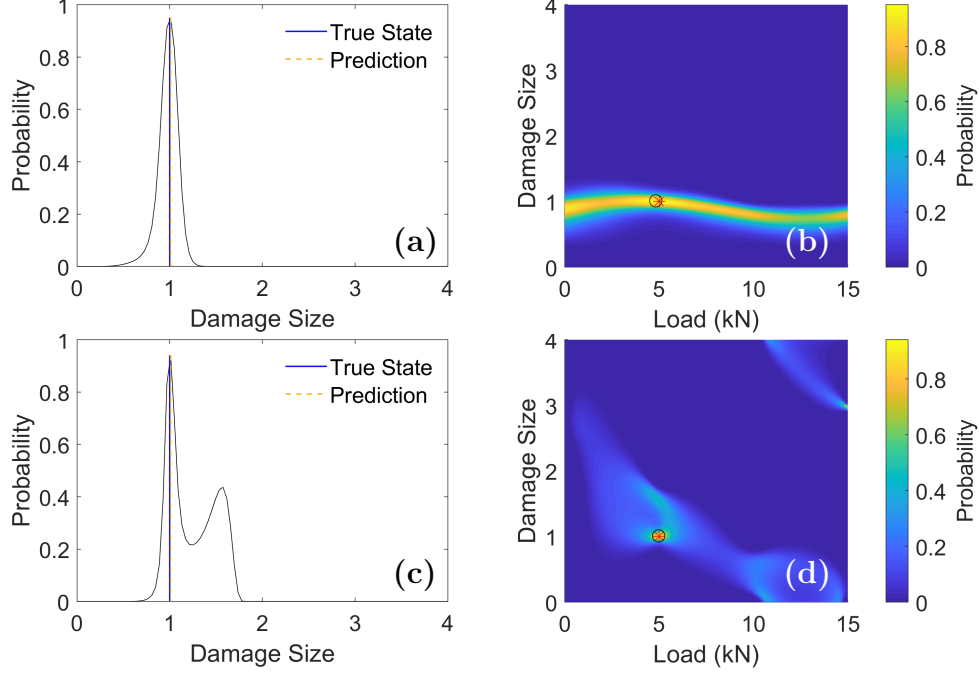 1
0.8
0.6
0.4
0.2
0
Probability
0 1 2 3 4
Damage Size
True State
Prediction
(a)
4
3
2
1
0
Damage Size
0 5 10 15
Load (kN)
(b)
0.8
0.6
0.4
0.2
0
Probability
1
0.8
0.6
0.4
0.2
0
Probability
0 1 2 3 4
Damage Size
True State
Prediction
(c)
4
3
2
1
0
Damage Size
0 5 10 15
Load (kN)
(d)
0.8
0.6
0.4
0.2
0
Probability